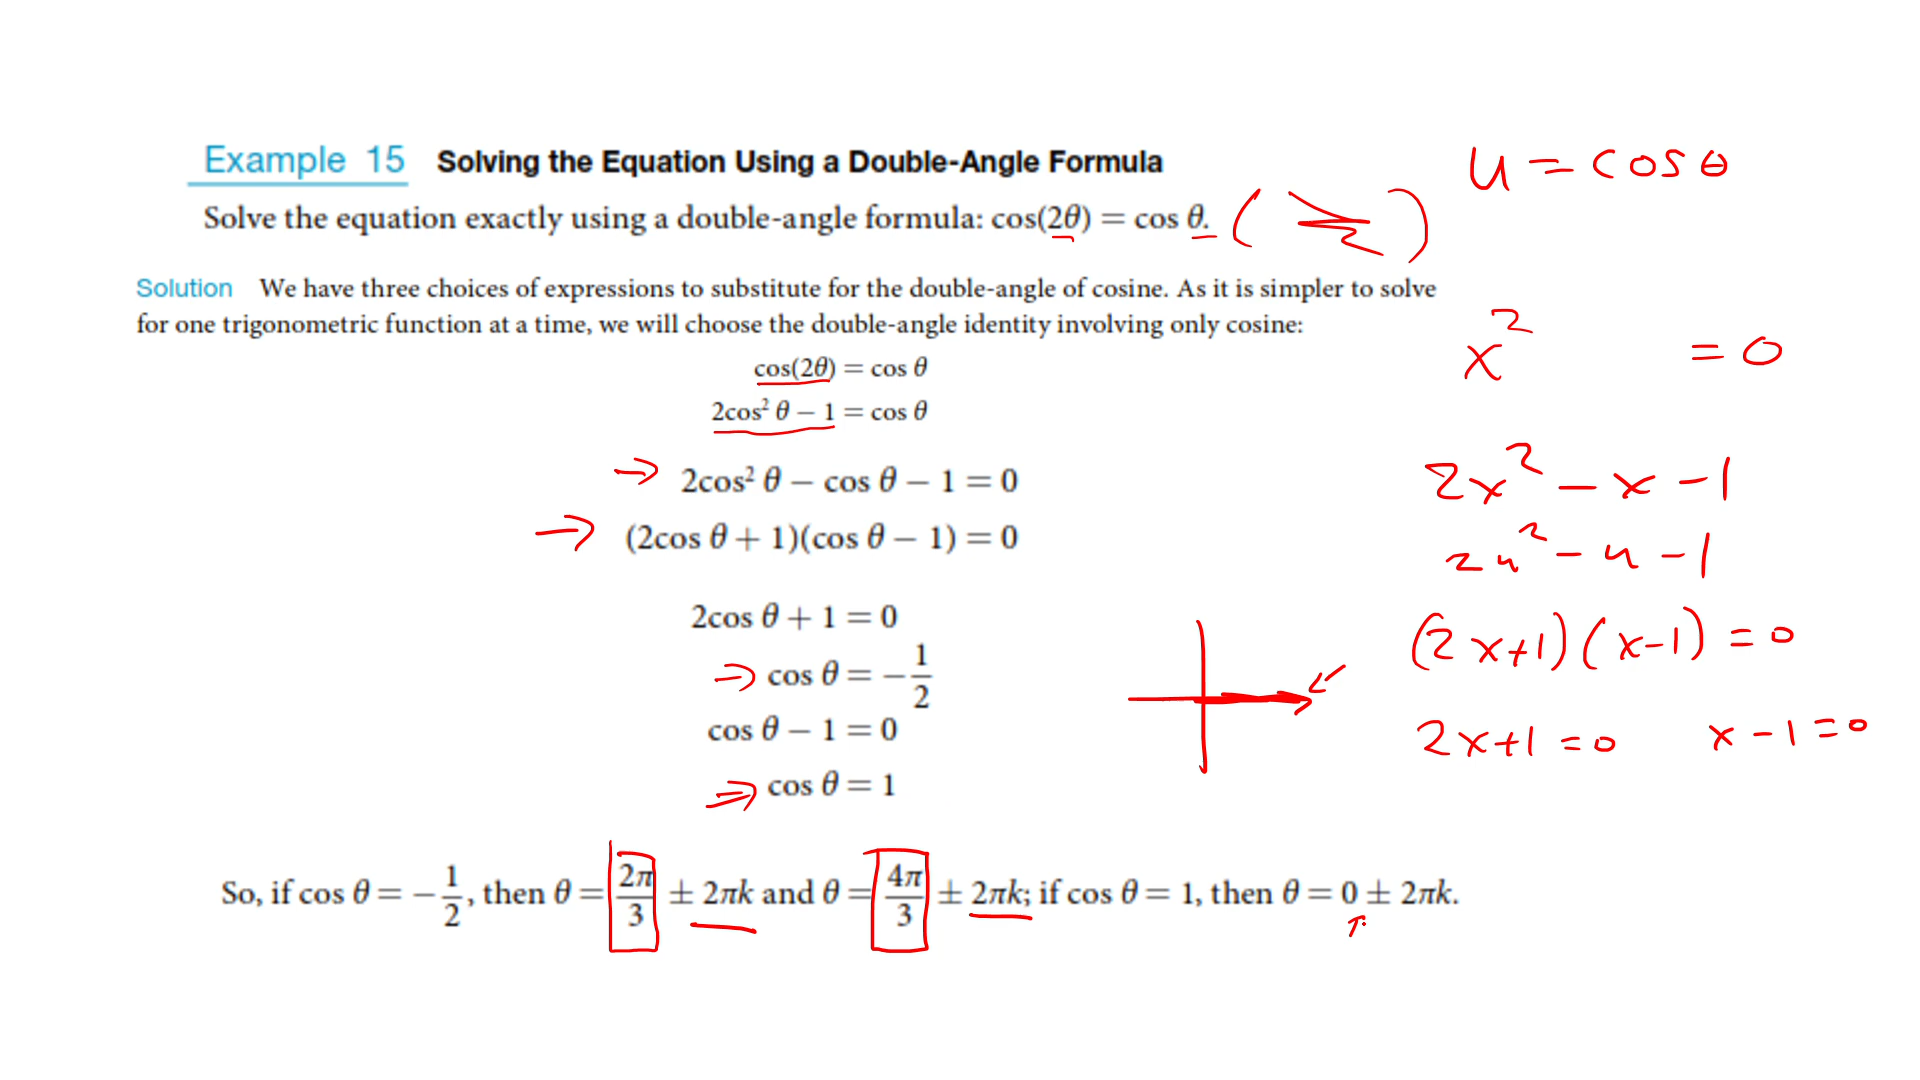 Example 15 Solving the Equation Using a Double-Angle Formula
u = cos θ
Solve the equation exactly using a double-angle formula: cos(2θ) = cos θ. ( )
Solution We have three choices of expressions to substitute for the double-angle of cosine. As it is simpler to solve
for one trigonometric function at a time, we will choose the double-angle identity involving only cosine:
x² = 0
cos(2θ) = cos θ
2cos² θ − 1 = cos θ
→ 2cos² θ − cos θ − 1 = 0
2x² − x − 1
→ (2cos θ + 1)(cos θ − 1) = 0
2u² − u − 1
2cos θ + 1 = 0
(2x+1)(x−1) = 0
→ cos θ = −1/2
cos θ − 1 = 0
2x+1 = 0 x − 1 = 0
→ cos θ = 1
So, if cos θ = −1/2, then θ = 2π/3 ± 2πk and θ = 4π/3 ± 2πk; if cos θ = 1, then θ = 0 ± 2πk.